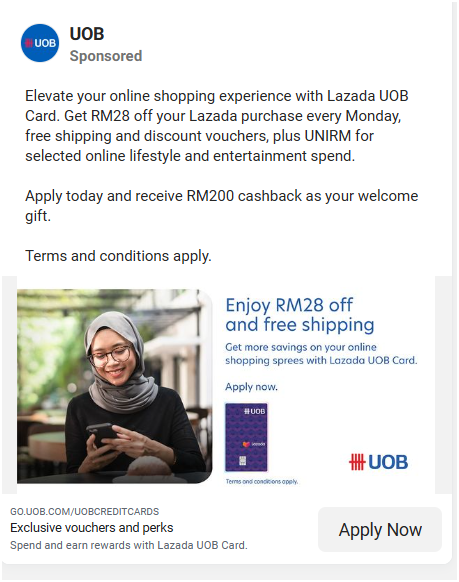 UOB
UOB
Sponsored
Elevate your online shopping experience with Lazada UOB
Card. Get RM28 off your Lazada purchase every Monday,
free shipping and discount vouchers, plus UNIRM for
selected online lifestyle and entertainment spend.
Apply today and receive RM200 cashback as your welcome
gift.
Terms and conditions apply.
Enjoy RM28 off
and free shipping
Get more savings on your online
shopping sprees with Lazada UOB Card.
Apply now.
UOB
Lazada
UOB
Terms and conditions apply.
GO.UOB.COM/UOBCREDITCARDS
Exclusive vouchers and perks
Spend and earn rewards with Lazada UOB Card.
Apply Now